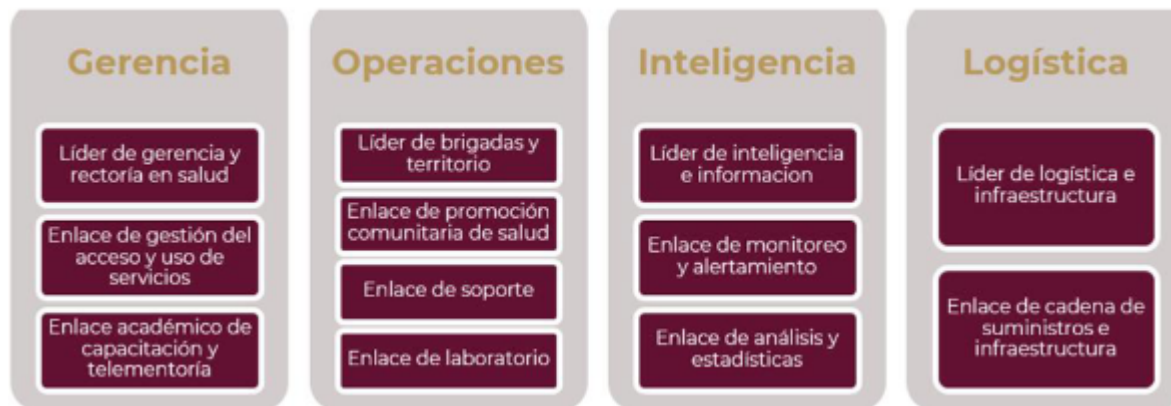 Gerencia
Líder de gerencia y
rectoría en salud
Enlace de gestión del
acceso y uso de
servicios
Enlace académico de
capacitación y
telementoría
Operaciones
Líder de brigadas y
territorio
Enlace de promoción
comunitaria de salud
Enlace de soporte
Enlace de laboratorio
Inteligencia
Líder de inteligencia
e informacion
Enlace de monitoreo
y alertamiento
Enlace de análisis y
estadísticas
Logística
Líder de logística e
infraestructura
Enlace de cadena de
suministros e
infraestructura